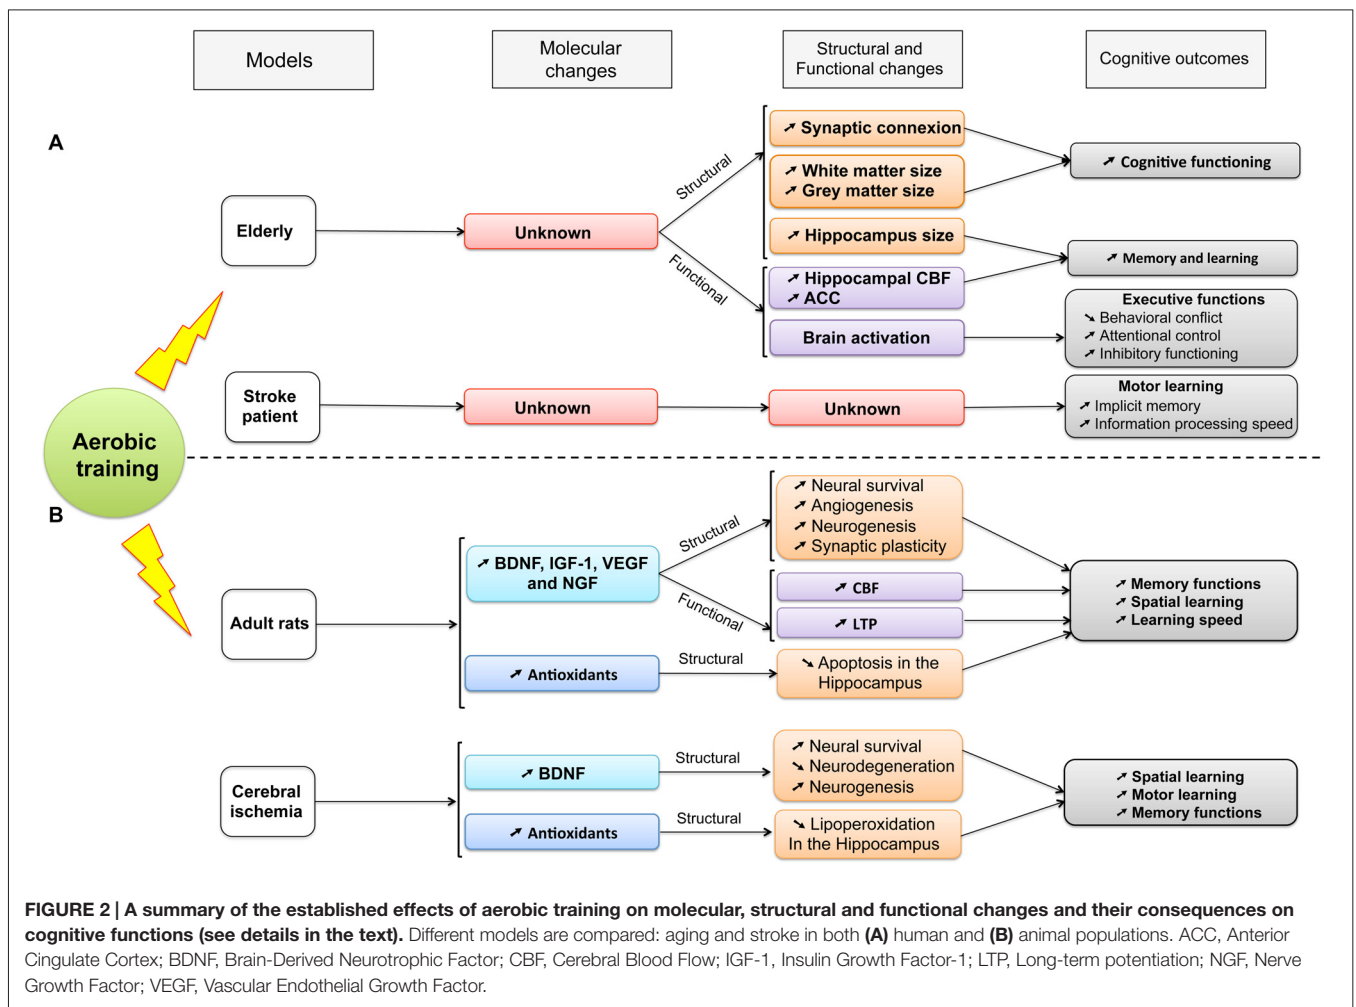 Models
Molecular
changes
Structural and
Functional changes
Cognitive outcomes
A
Elderly
Unknown
Structural
Functional
↗ Synaptic connexion
↗ White matter size
↗ Grey matter size
↗ Hippocampus size
↗ Hippocampal CBF
↗ ACC
Brain activation
↗ Cognitive functioning
↗ Memory and learning
Executive functions
↘ Behavioral conflict
↗ Attentional control
↗ Inhibitory functioning
Stroke
patient
Unknown
Unknown
Motor learning
↗ Implicit memory
↗ Information processing speed
Aerobic
training
B
Adult rats
↗ BDNF, IGF-1, VEGF
and NGF
Structural
Functional
↗ Neural survival
↗ Angiogenesis
↗ Neurogenesis
↗ Synaptic plasticity
↗ CBF
↗ LTP
↗ Antioxidants
Structural
↘ Apoptosis in the
Hippocampus
↗ Memory functions
↗ Spatial learning
↗ Learning speed
Cerebral
ischemia
↗ BDNF
Structural
↗ Neural survival
↘ Neurodegeneration
↗ Neurogenesis
↗ Antioxidants
Structural
↘ Lipoperoxidation
In the Hippocampus
↗ Spatial learning
↗ Motor learning
↗ Memory functions
FIGURE 2 | A summary of the established effects of aerobic training on molecular, structural and functional changes and their consequences on
cognitive functions (see details in the text). Different models are compared: aging and stroke in both (A) human and (B) animal populations. ACC, Anterior
Cingulate Cortex; BDNF, Brain-Derived Neurotrophic Factor; CBF, Cerebral Blood Flow; IGF-1, Insulin Growth Factor-1; LTP, Long-term potentiation; NGF, Nerve
Growth Factor; VEGF, Vascular Endothelial Growth Factor.